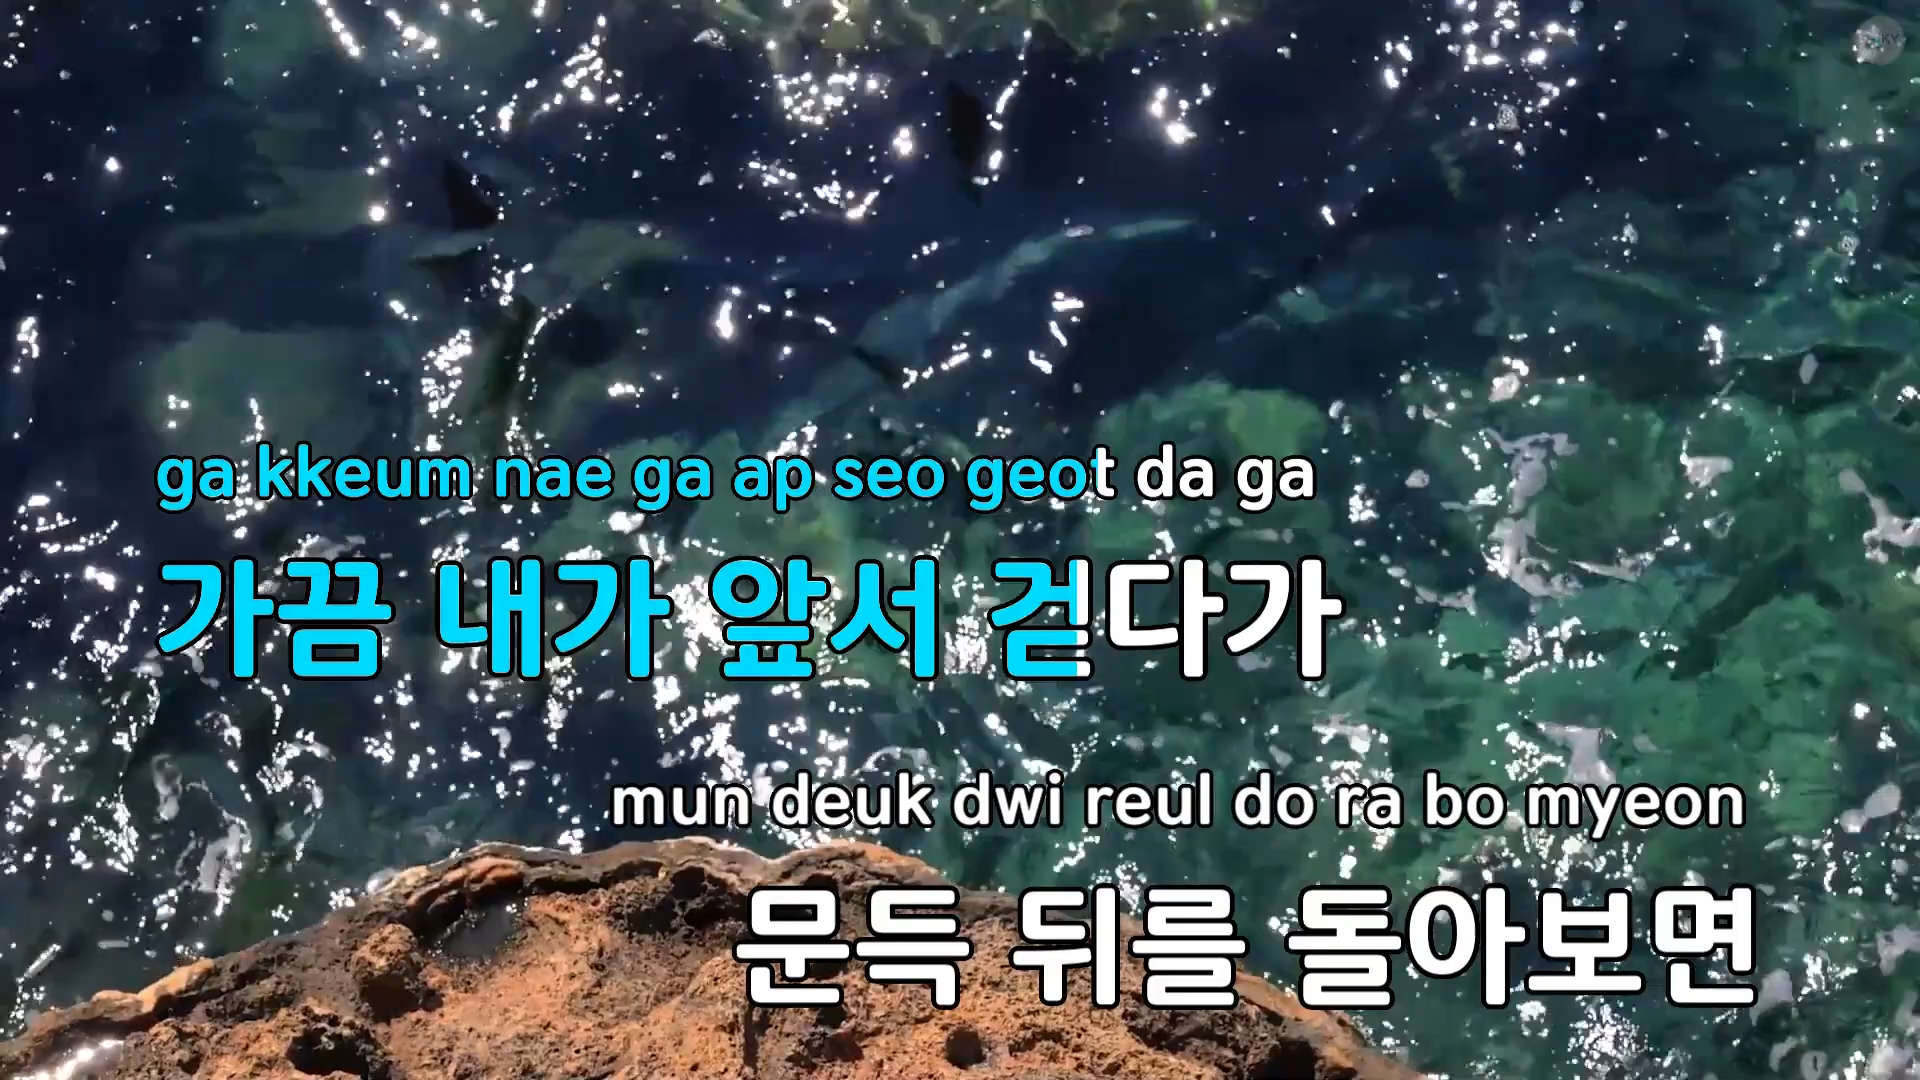 KY
ga kkeum nae ga ap seo geot da ga
가끔 내가 앞서 걷다가
mun deuk dwi reul do ra bo myeon
문득 뒤를 돌아보면